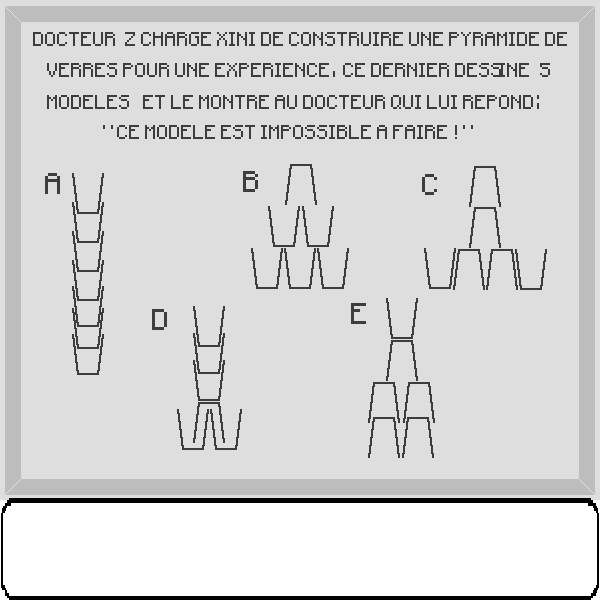 DOCTEUR Z CHARGE XINI DE CONSTRUIRE UNE PYRAMIDE DE
VERRES POUR UNE EXPERIENCE, CE DERNIER DESSINE 5
MODELES ET LE MONTRE AU DOCTEUR QUI LUI REPOND:
''CE MODELE EST IMPOSSIBLE A FAIRE !''
A
B
C
D
E